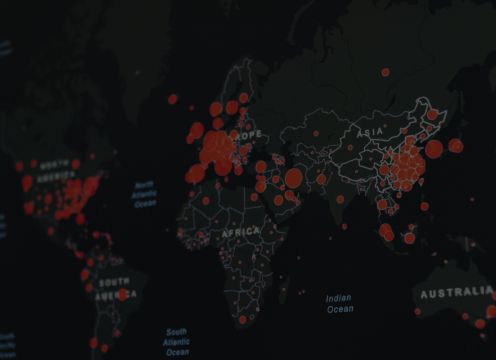 NORTH
AMERICA
EUROPE
ASIA
North
Atlantic
Ocean
AFRICA
SOUTH
AMERICA
Indian
Ocean
AUSTRALIA
South
Atlantic
Ocean